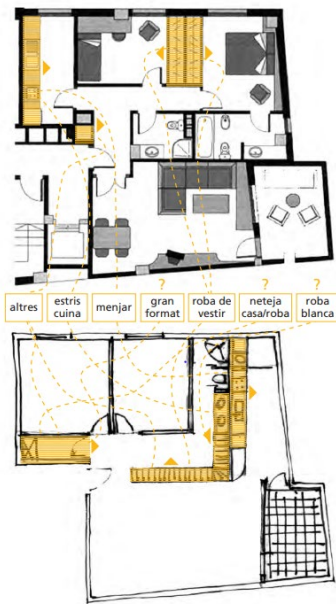 ? ? ?
altres estris cuina menjar gran format roba de vestir neteja casa/roba roba blanca